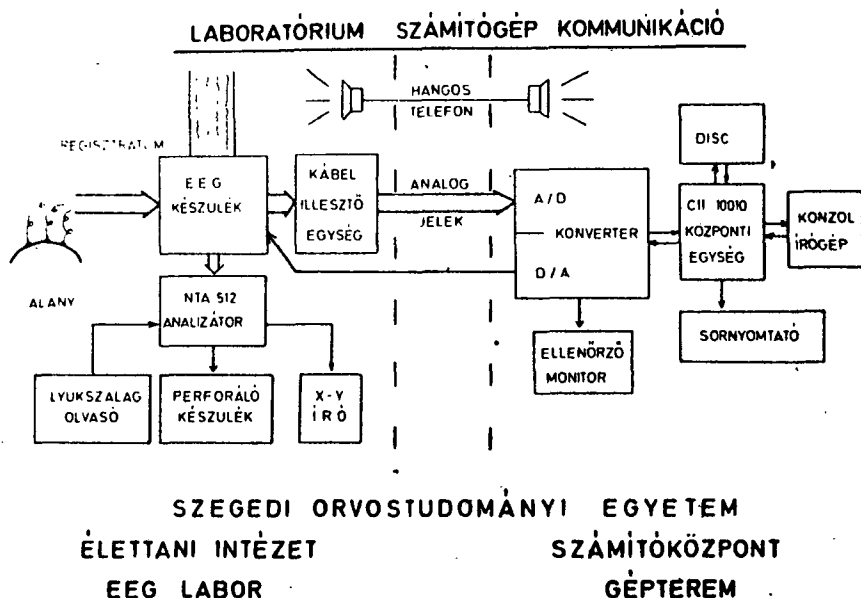 LABORATÓRIUM SZÁMÍTÓGÉP KOMMUNIKÁCIÓ
HANGOS
TELEFON
REGISZTRATUM
EEG
KÉSZÜLÉK
KÁBEL
ILLESZTŐ
EGYSÉG
ANALOG
JELEK
A/D
KONVERTER
D/A
DISC
CII 10010
KÖZPONTI
EGYSÉG
KONZOL
ÍRÓGÉP
ALANY
NTA 512
ANALIZÁTOR
SORNYOMTATÓ
ELLENŐRZŐ
MONITOR
LYUKSZALAG
OLVASÓ
PERFORÁLÓ
KÉSZÜLÉK
X-Y
ÍRÓ
SZEGEDI ORVOSTUDOMÁNYI EGYETEM
ÉLETTANI INTÉZET
EEG LABOR
SZÁMÍTÓKÖZPONT
GÉPTEREM